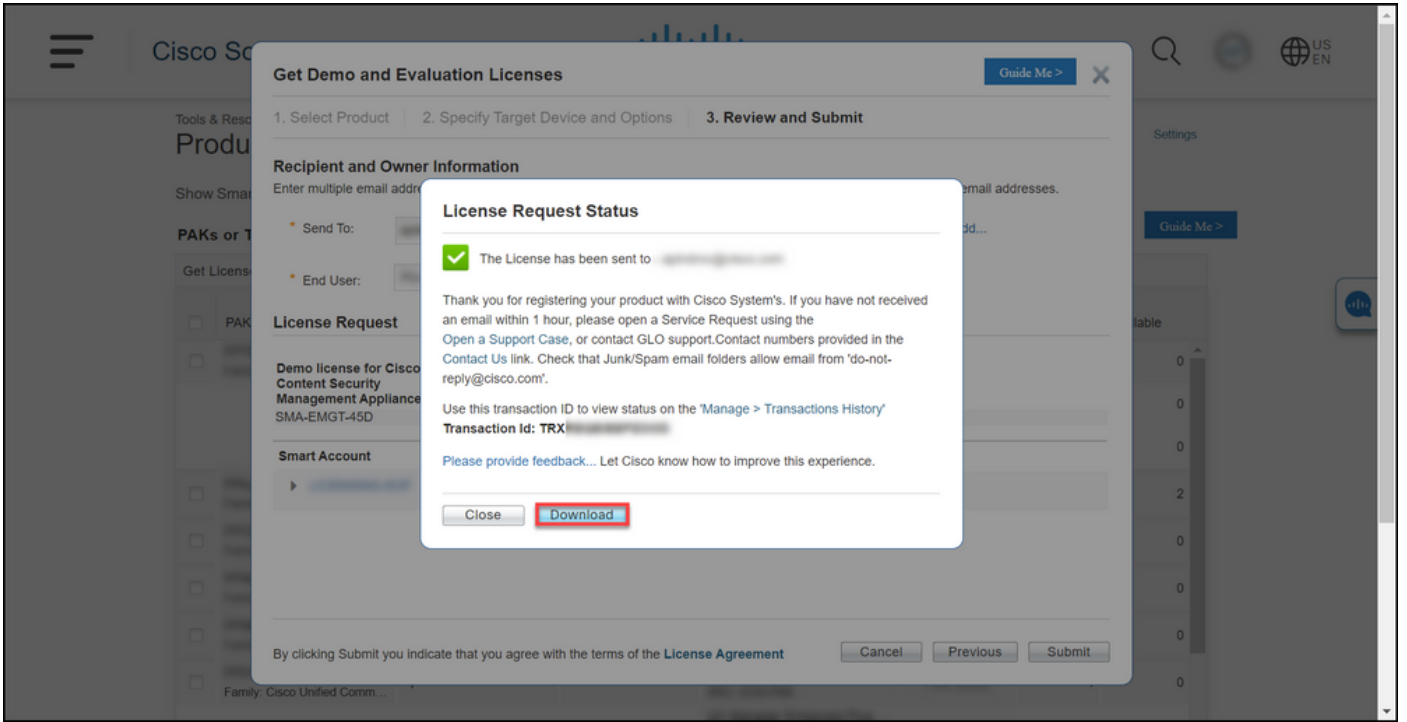 Cisco So
US
EN
Get Demo and Evaluation Licenses
Guide Me >
Tools & Resc
1. Select Product
2. Specify Target Device and Options
3. Review and Submit
Produ
Settings
Recipient and Owner Information
Show Smar
Enter multiple email addre
email addresses.
License Request Status
PAKs or T
* Send To:
dd...
Guide Me >
The License has been sent to
Get Licens
* End User:
Thank you for registering your product with Cisco System's. If you have not received
an email within 1 hour, please open a Service Request using the
Open a Support Case, or contact GLO support.Contact numbers provided in the
Contact Us link. Check that Junk/Spam email folders allow email from 'do-not-
reply@cisco.com'.
PAK
License Request
lable
0
Demo license for Cisco
Content Security
Management Appliance
SMA-EMGT-45D
0
Use this transaction ID to view status on the 'Manage > Transactions History'
Transaction Id: TRX
0
Smart Account
Please provide feedback... Let Cisco know how to improve this experience.
2
Close
Download
0
0
0
By clicking Submit you indicate that you agree with the terms of the License Agreement
Cancel
Previous
Submit
0
Family: Cisco Unified Comm...